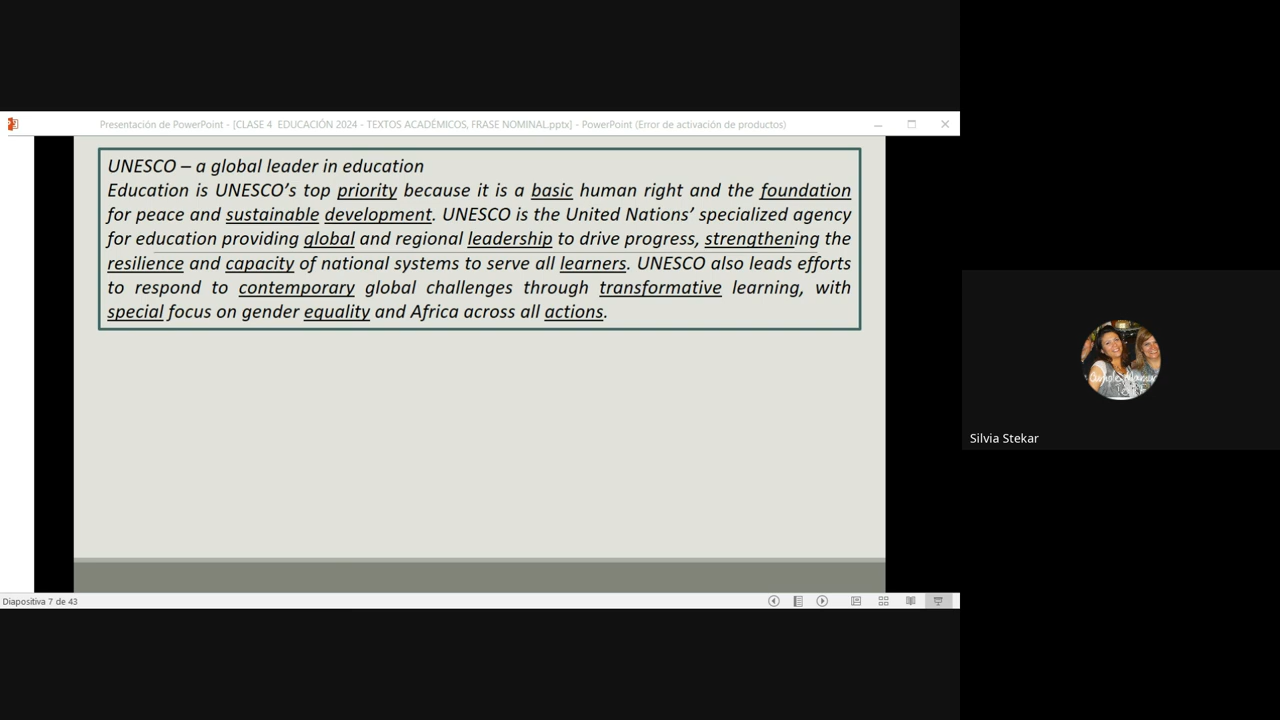 Presentación de PowerPoint - [CLASE 4 EDUCACIÓN 2024 - TEXTOS ACADÉMICOS, FRASE NOMINAL.pptx] - PowerPoint (Error de activación de productos)
UNESCO – a global leader in education
Education is UNESCO’s top priority because it is a basic human right and the foundation
for peace and sustainable development. UNESCO is the United Nations’ specialized agency
for education providing global and regional leadership to drive progress, strengthening the
resilience and capacity of national systems to serve all learners. UNESCO also leads efforts
to respond to contemporary global challenges through transformative learning, with
special focus on gender equality and Africa across all actions.
Silvia Stekar
Diapositiva 7 de 43